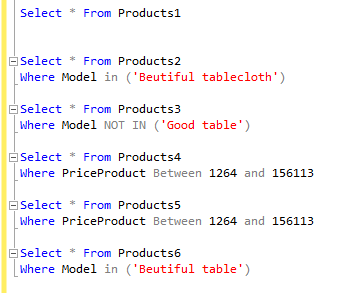 Select * From Products1
Select * From Products2
Where Model in ('Beutiful tablecloth')
Select * From Products3
Where Model NOT IN ('Good table')
Select * From Products4
Where PriceProduct Between 1264 and 156113
Select * From Products5
Where PriceProduct Between 1264 and 156113
Select * From Products6
Where Model in ('Beutiful table')